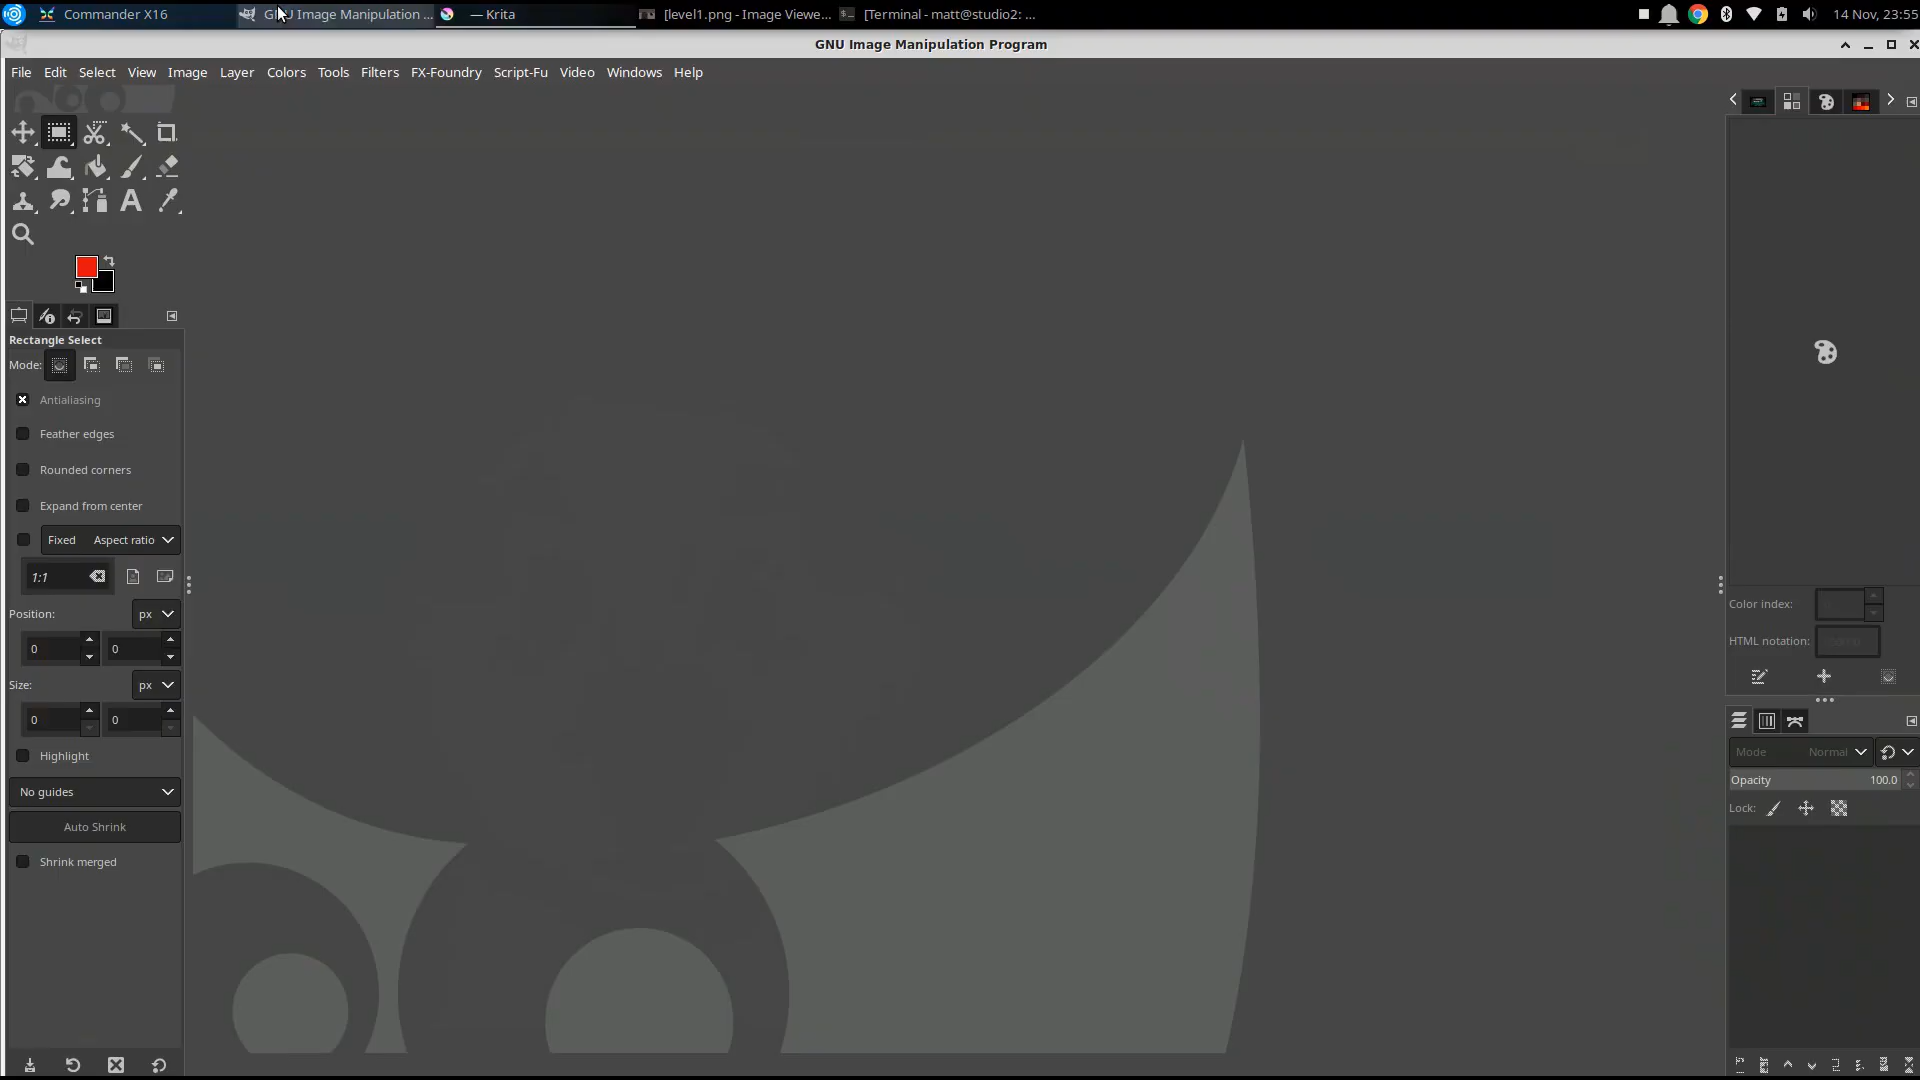 Commander X16
GNU Image Manipulation ...
— Krita
[level1.png - Image Viewe...
[Terminal - matt@studio2: ...
14 Nov, 23:55
GNU Image Manipulation Program
File Edit Select View Image Layer Colors Tools Filters FX-Foundry Script-Fu Video Windows Help
Rectangle Select
Mode:
Antialiasing
Feather edges
Rounded corners
Expand from center
Fixed Aspect ratio
1:1
Position: px
0 0
Size: px
0 0
Highlight
No guides
Auto Shrink
Shrink merged
Color index:
HTML notation:
Mode Normal
Opacity 100.0
Lock: